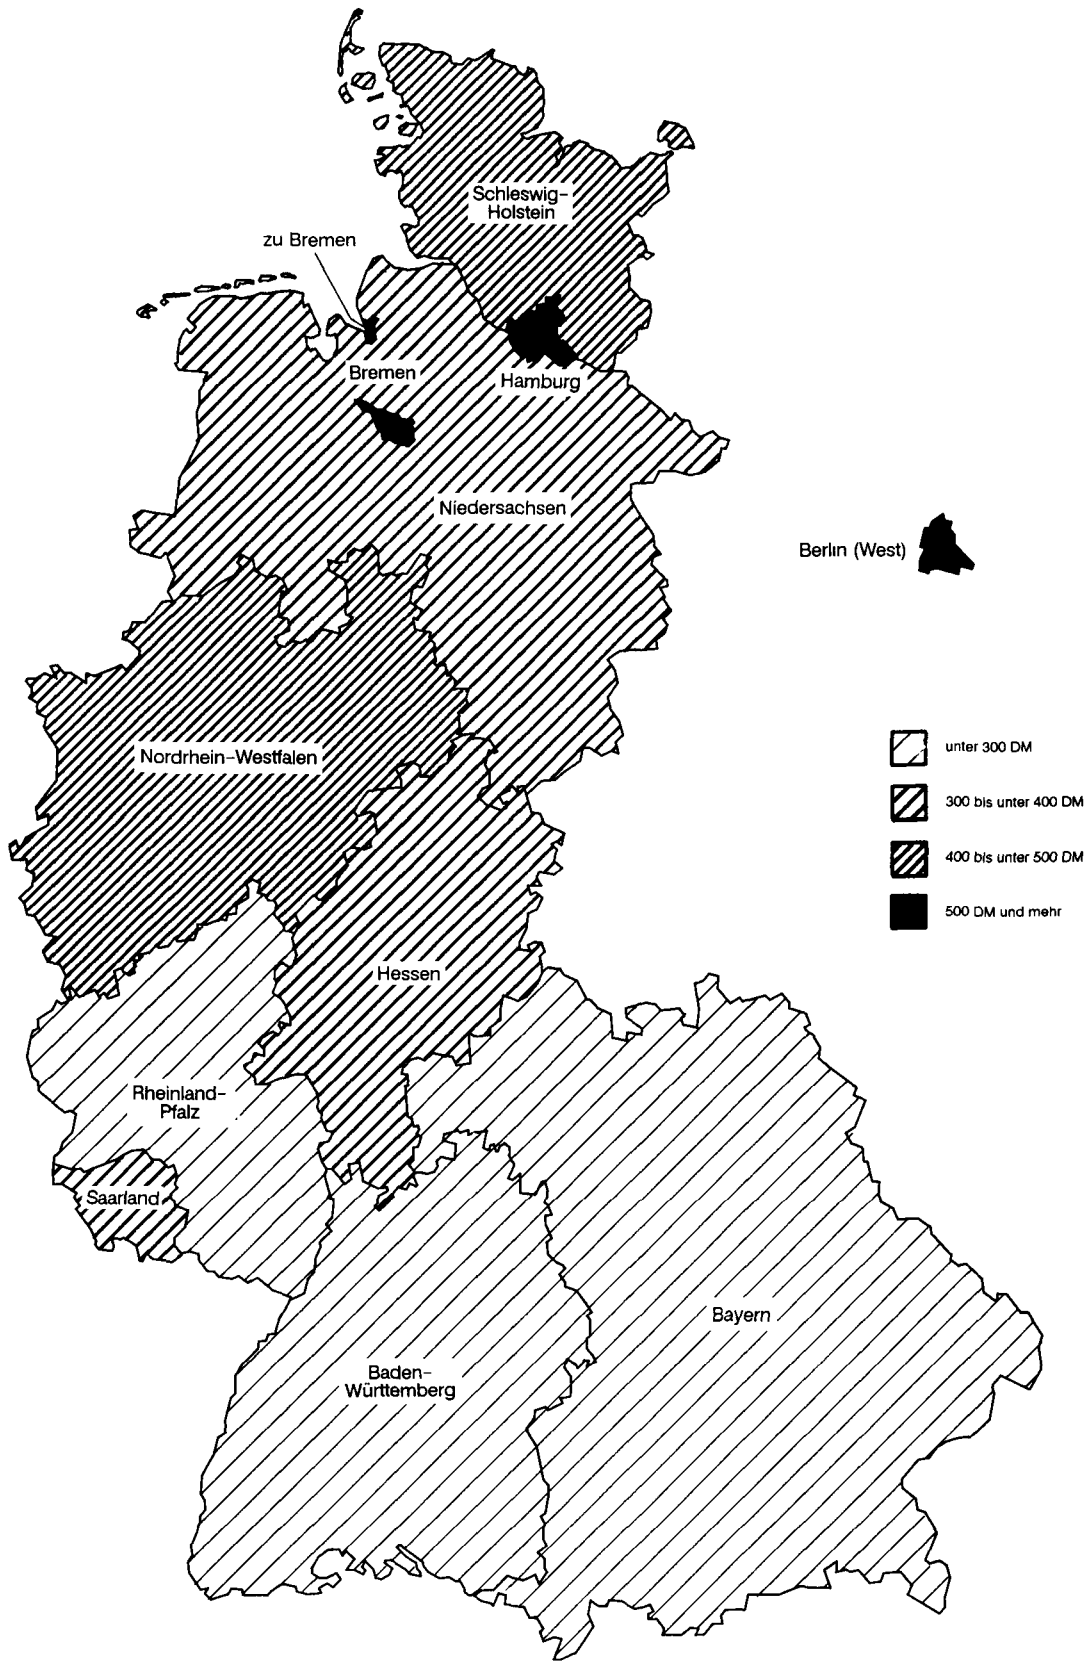 Schleswig-
Holstein
zu Bremen
Bremen
Hamburg
Niedersachsen
Berlin (West)
Nordrhein-Westfalen
unter 300 DM
300 bis unter 400 DM
400 bis unter 500 DM
500 DM und mehr
Hessen
Rheinland-
Pfalz
Saarland
Bayern
Baden-
Württemberg